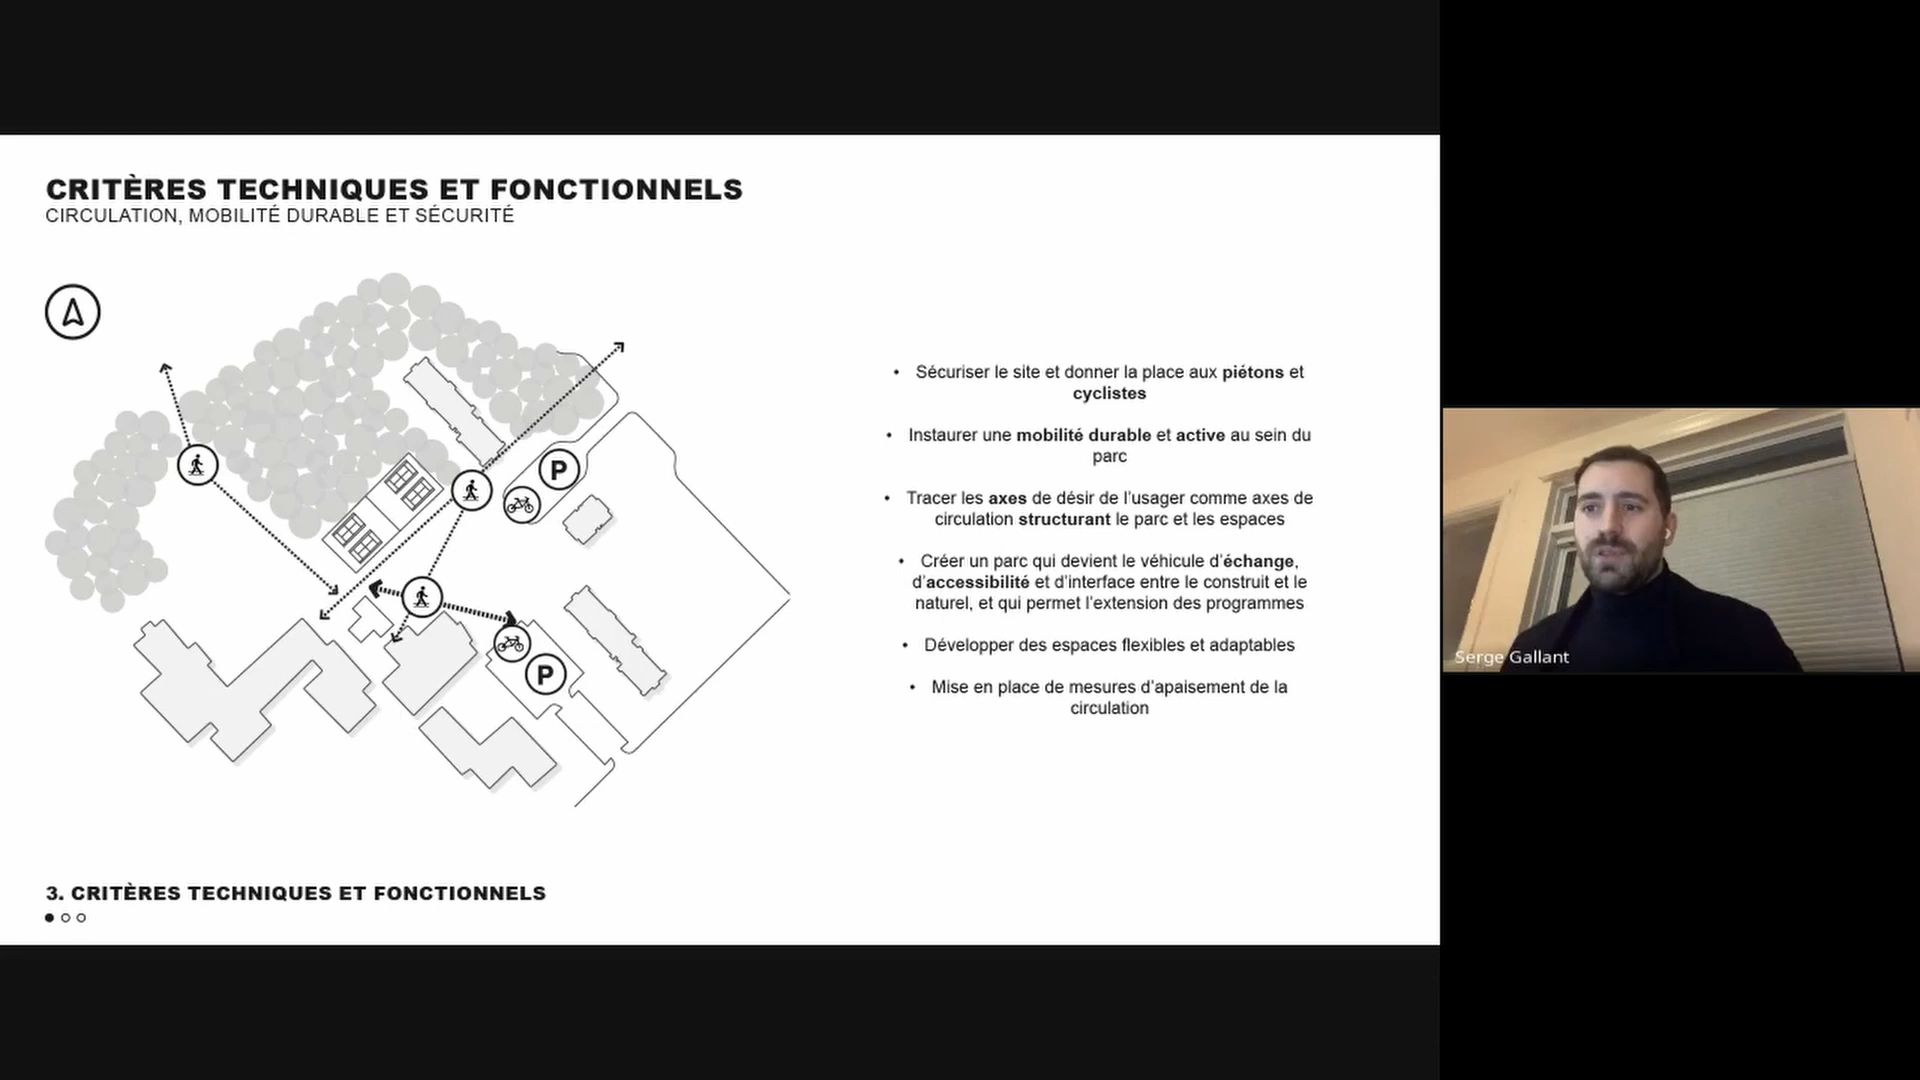 CRITÈRES TECHNIQUES ET FONCTIONNELS
CIRCULATION, MOBILITÉ DURABLE ET SÉCURITÉ
P
P
• Sécuriser le site et donner la place aux piétons et
cyclistes
• Instaurer une mobilité durable et active au sein du
parc
• Tracer les axes de désir de l’usager comme axes de
circulation structurant le parc et les espaces
• Créer un parc qui devient le véhicule d’échange,
d’accessibilité et d’interface entre le construit et le
naturel, et qui permet l’extension des programmes
• Développer des espaces flexibles et adaptables
• Mise en place de mesures d’apaisement de la
circulation
Serge Gallant
3. CRITÈRES TECHNIQUES ET FONCTIONNELS